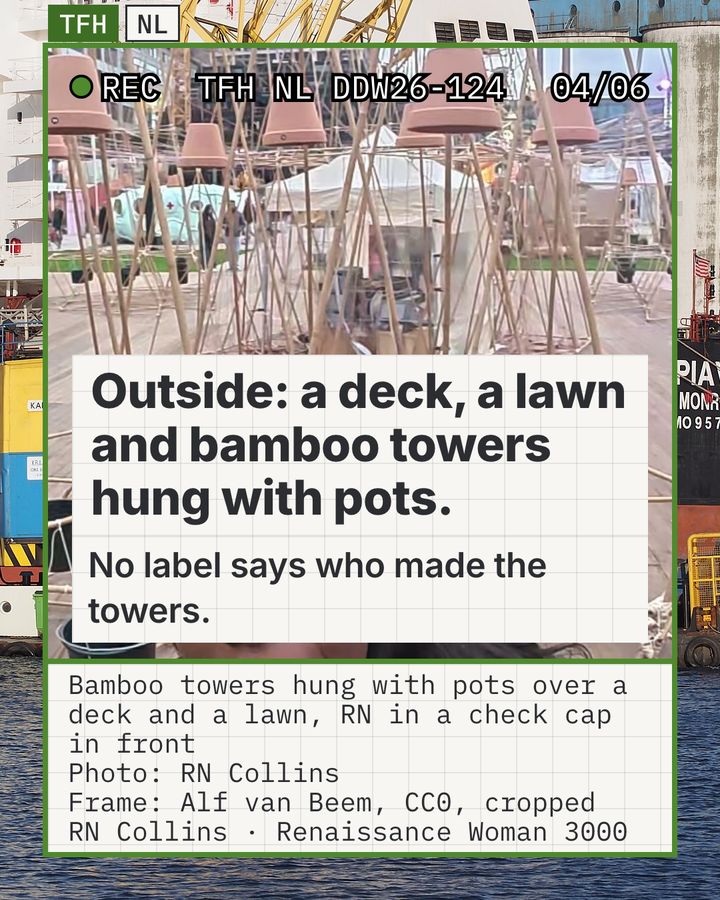 TFH NL
REC TFH NL DDW26-124 04/06
Outside: a deck, a lawn
and bamboo towers
hung with pots.
No label says who made the
towers.
Bamboo towers hung with pots over a
deck and a lawn, RN in a check cap
in front
Photo: RN Collins
Frame: Alf van Beem, CC0, cropped
RN Collins · Renaissance Woman 3000